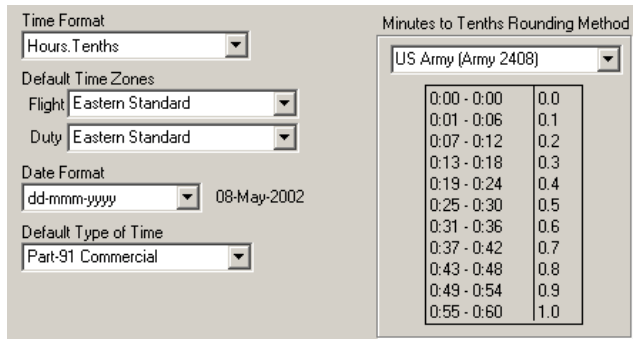 Time Format
Hours.Tenths
Default Time Zones
Flight Eastern Standard
Duty Eastern Standard
Date Format
dd-mmm-yyyy 08-May-2002
Default Type of Time
Part-91 Commercial
Minutes to Tenths Rounding Method
US Army (Army 2408)
0:00 - 0:00 0.0
0:01 - 0:06 0.1
0:07 - 0:12 0.2
0:13 - 0:18 0.3
0:19 - 0:24 0.4
0:25 - 0:30 0.5
0:31 - 0:36 0.6
0:37 - 0:42 0.7
0:43 - 0:48 0.8
0:49 - 0:54 0.9
0:55 - 0:60 1.0